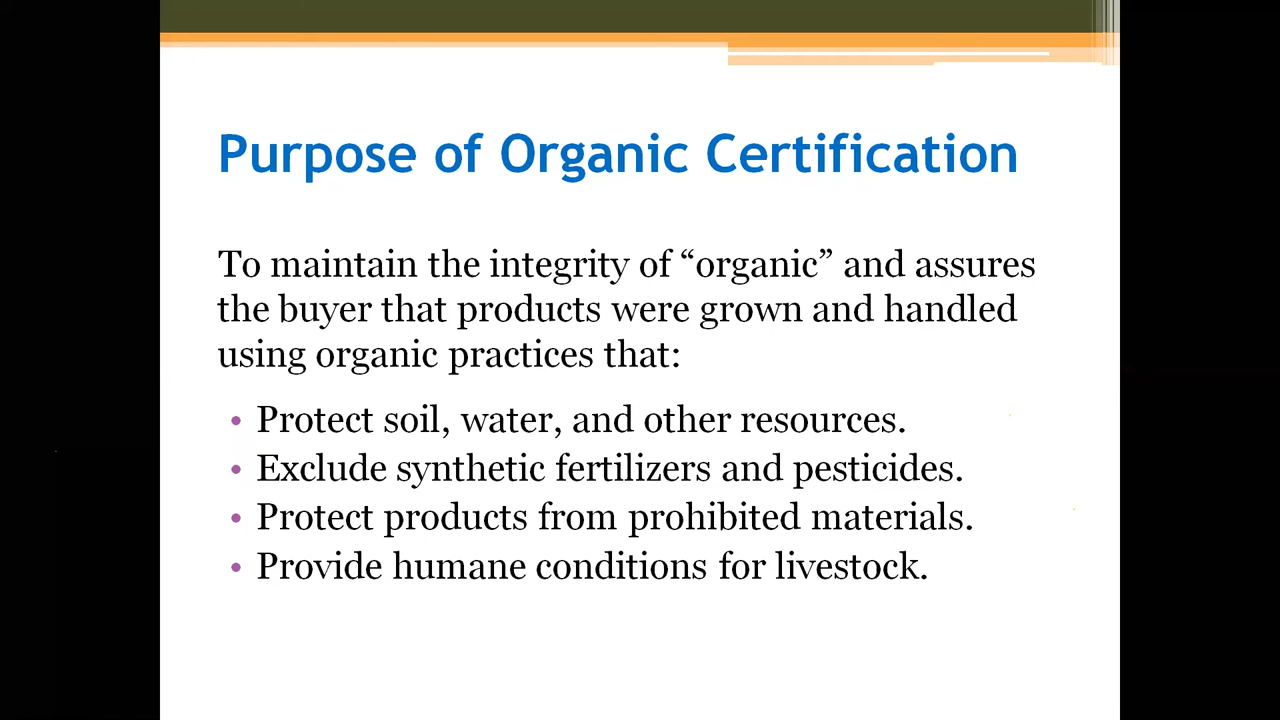 Purpose of Organic Certification
To maintain the integrity of “organic” and assures
the buyer that products were grown and handled
using organic practices that:
• Protect soil, water, and other resources.
• Exclude synthetic fertilizers and pesticides.
• Protect products from prohibited materials.
• Provide humane conditions for livestock.